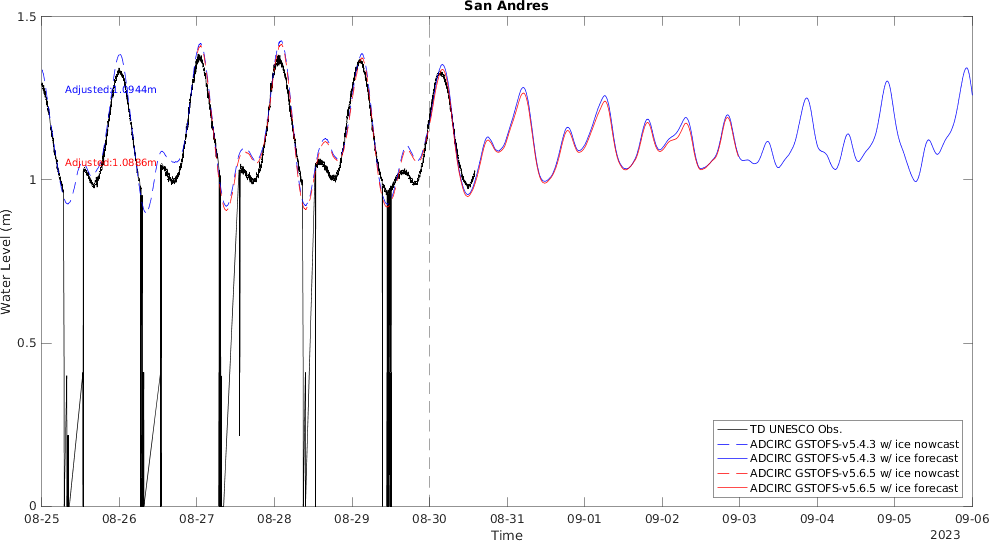 San Andres
1.5
1
0.5
0
Water Level (m)
Adjusted:1.0944m
Adjusted:1.0886m
TD UNESCO Obs.
ADCIRC GSTOFS-v5.4.3 w/ ice nowcast
ADCIRC GSTOFS-v5.4.3 w/ ice forecast
ADCIRC GSTOFS-v5.6.5 w/ ice nowcast
ADCIRC GSTOFS-v5.6.5 w/ ice forecast
08-25 08-26 08-27 08-28 08-29 08-30 08-31 09-01 09-02 09-03 09-04 09-05 09-06
Time
2023